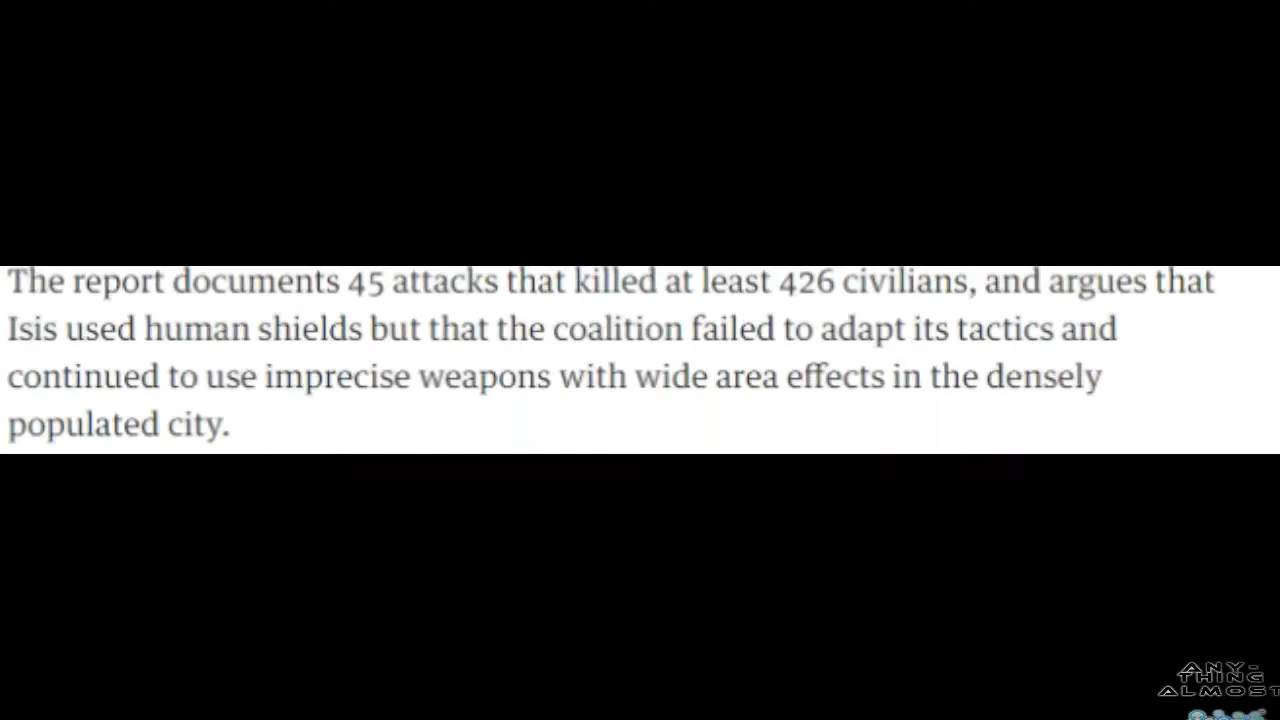 The report documents 45 attacks that killed at least 426 civilians, and argues that
Isis used human shields but that the coalition failed to adapt its tactics and
continued to use imprecise weapons with wide area effects in the densely
populated city.
ANY-
THING
ALMOST